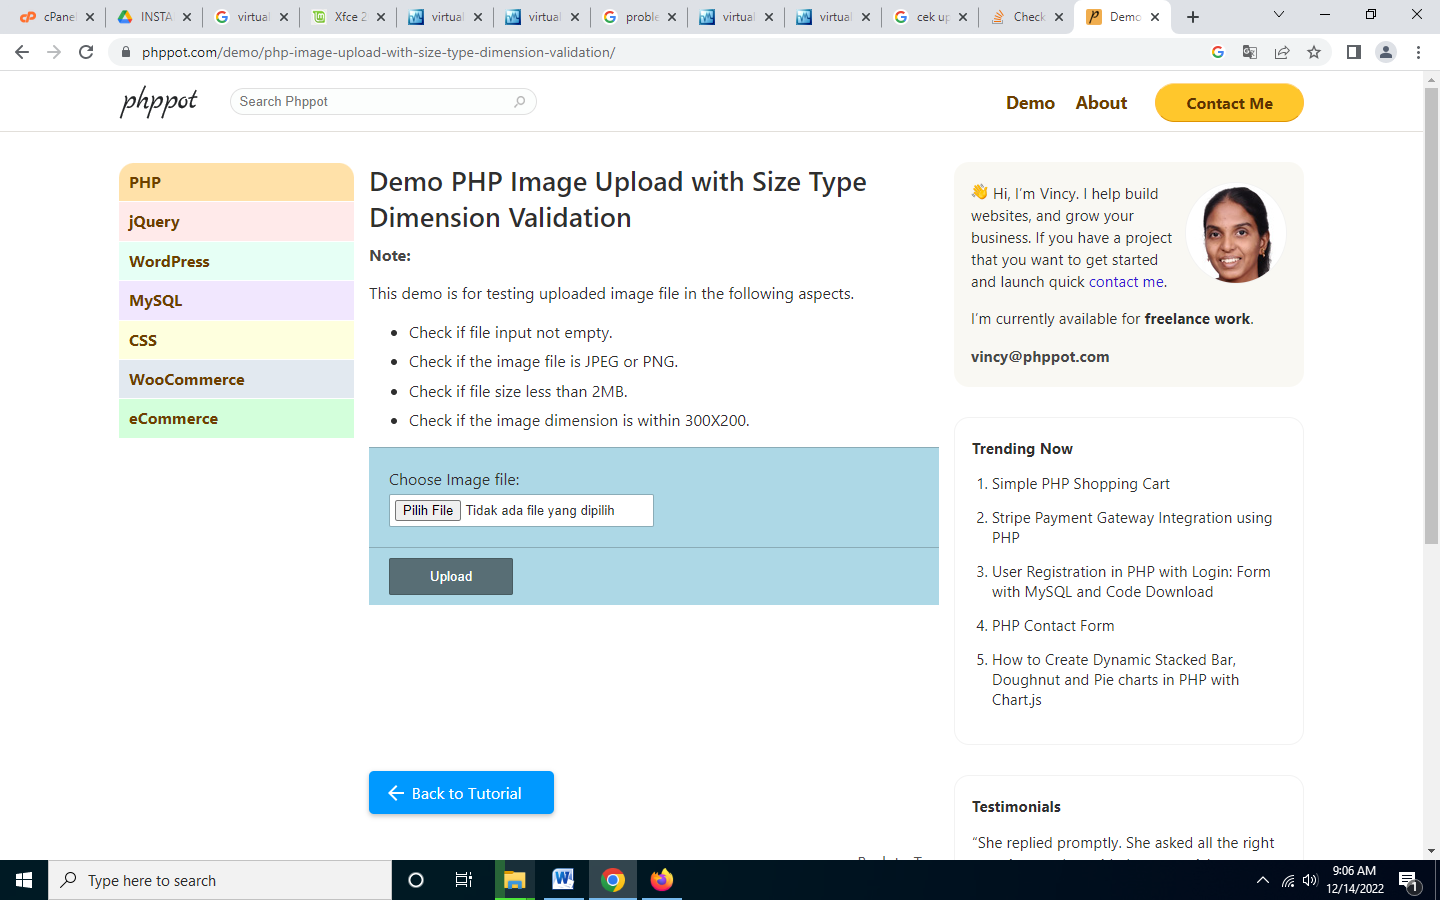 cPanel
INSTA
virtual
Xfce 2
virtual
virtual
proble
virtual
virtual
cek up
Check
Demo
phppot.com/demo/php-image-upload-with-size-type-dimension-validation/
phppot
Search Phppot
Demo
About
Contact Me
PHP
jQuery
WordPress
MySQL
CSS
WooCommerce
eCommerce
Demo PHP Image Upload with Size Type
Dimension Validation
Note:
This demo is for testing uploaded image file in the following aspects.
• Check if file input not empty.
• Check if the image file is JPEG or PNG.
• Check if file size less than 2MB.
• Check if the image dimension is within 300X200.
Choose Image file:
Pilih File Tidak ada file yang dipilih
Upload
Back to Tutorial
👋 Hi, I'm Vincy. I help build
websites, and grow your
business. If you have a project
that you want to get started
and launch quick contact me.
I'm currently available for freelance work.
vincy@phppot.com
Trending Now
1. Simple PHP Shopping Cart
2. Stripe Payment Gateway Integration using
PHP
3. User Registration in PHP with Login: Form
with MySQL and Code Download
4. PHP Contact Form
5. How to Create Dynamic Stacked Bar,
Doughnut and Pie charts in PHP with
Chart.js
Testimonials
“She replied promptly. She asked all the right
Type here to search
9:06 AM
12/14/2022
1